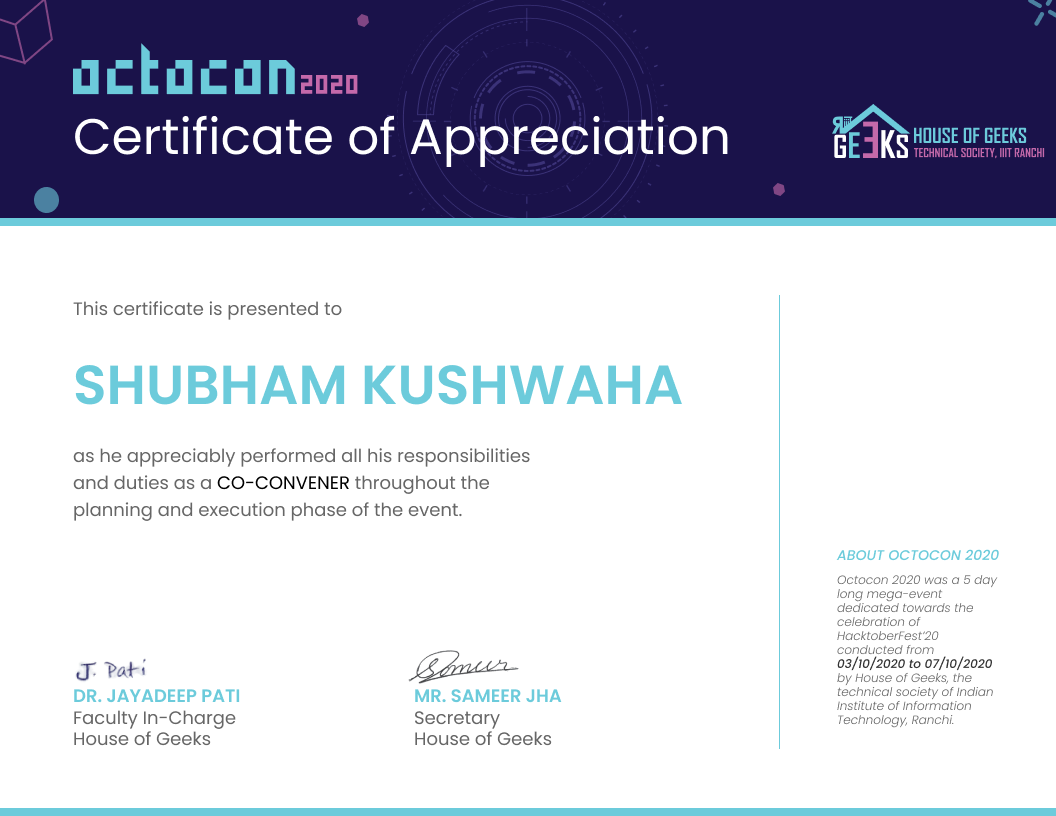 octocon 2020
Certificate of Appreciation
GEEKS
HOUSE OF GEEKS
TECHNICAL SOCIETY, IIIT RANCHI
This certificate is presented to
SHUBHAM KUSHWAHA
as he appreciably performed all his responsibilities
and duties as a CO-CONVENER throughout the
planning and execution phase of the event.
J. Pati
DR. JAYADEEP PATI
Faculty In-Charge
House of Geeks
Sameer
MR. SAMEER JHA
Secretary
House of Geeks
ABOUT OCTOCON 2020
Octocon 2020 was a 5 day
long mega-event
dedicated towards the
celebration of
HacktoberFest'20
conducted from
03/10/2020 to 07/10/2020
by House of Geeks, the
technical society of Indian
Institute of Information
Technology, Ranchi.